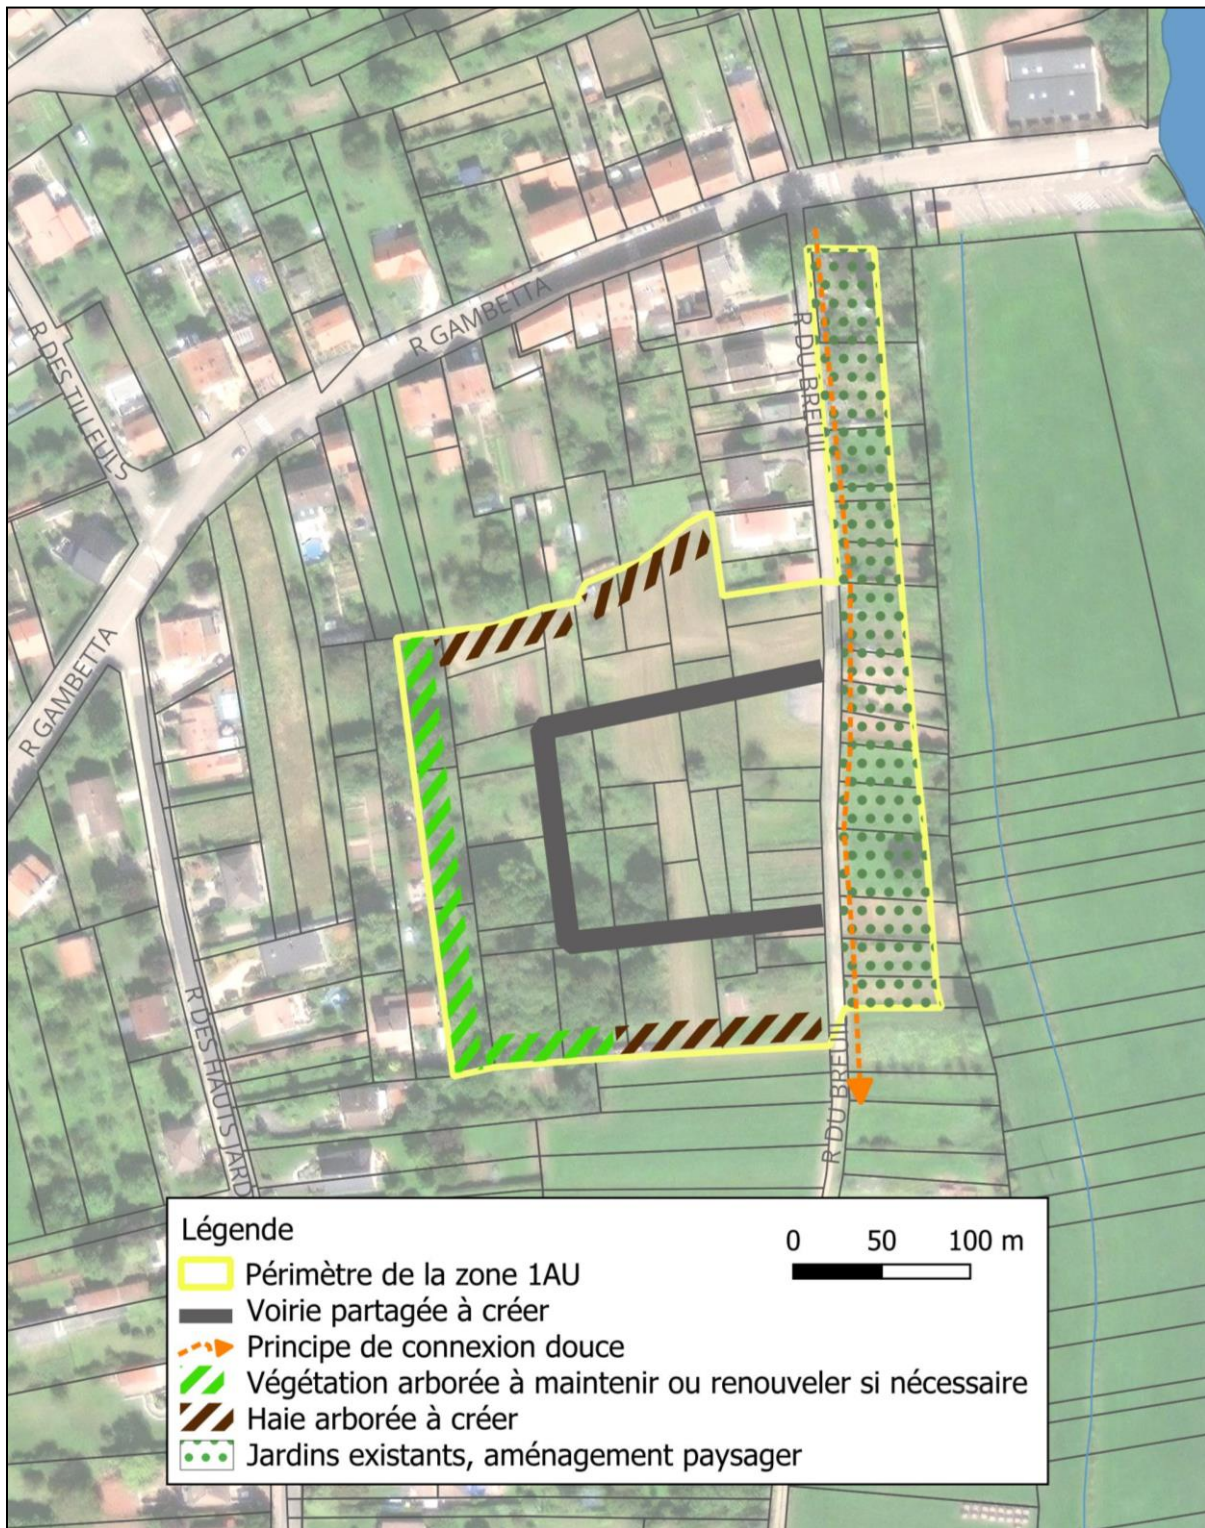 R GAMBETTA
R DES TILLEULS
R DU BREUIL
R GAMBETTA
R DES HAUTS JARD
R DU BREUIL
Légende
0 50 100 m
Périmètre de la zone 1AU
Voirie partagée à créer
Principe de connexion douce
Végétation arborée à maintenir ou renouveler si nécessaire
Haie arborée à créer
Jardins existants, aménagement paysager